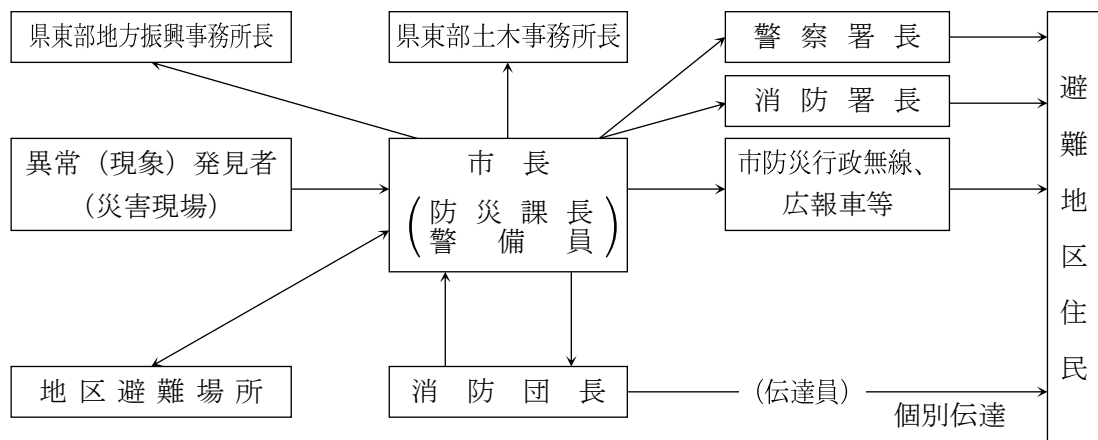 県東部地方振興事務所長
県東部土木事務所長
警察署長
消防署長
異常（現象）発見者
（災害現場）
市長
（防災課長
警備員）
市防災行政無線、
広報車等
避難地区住民
地区避難場所
消防団長
（伝達員）
個別伝達